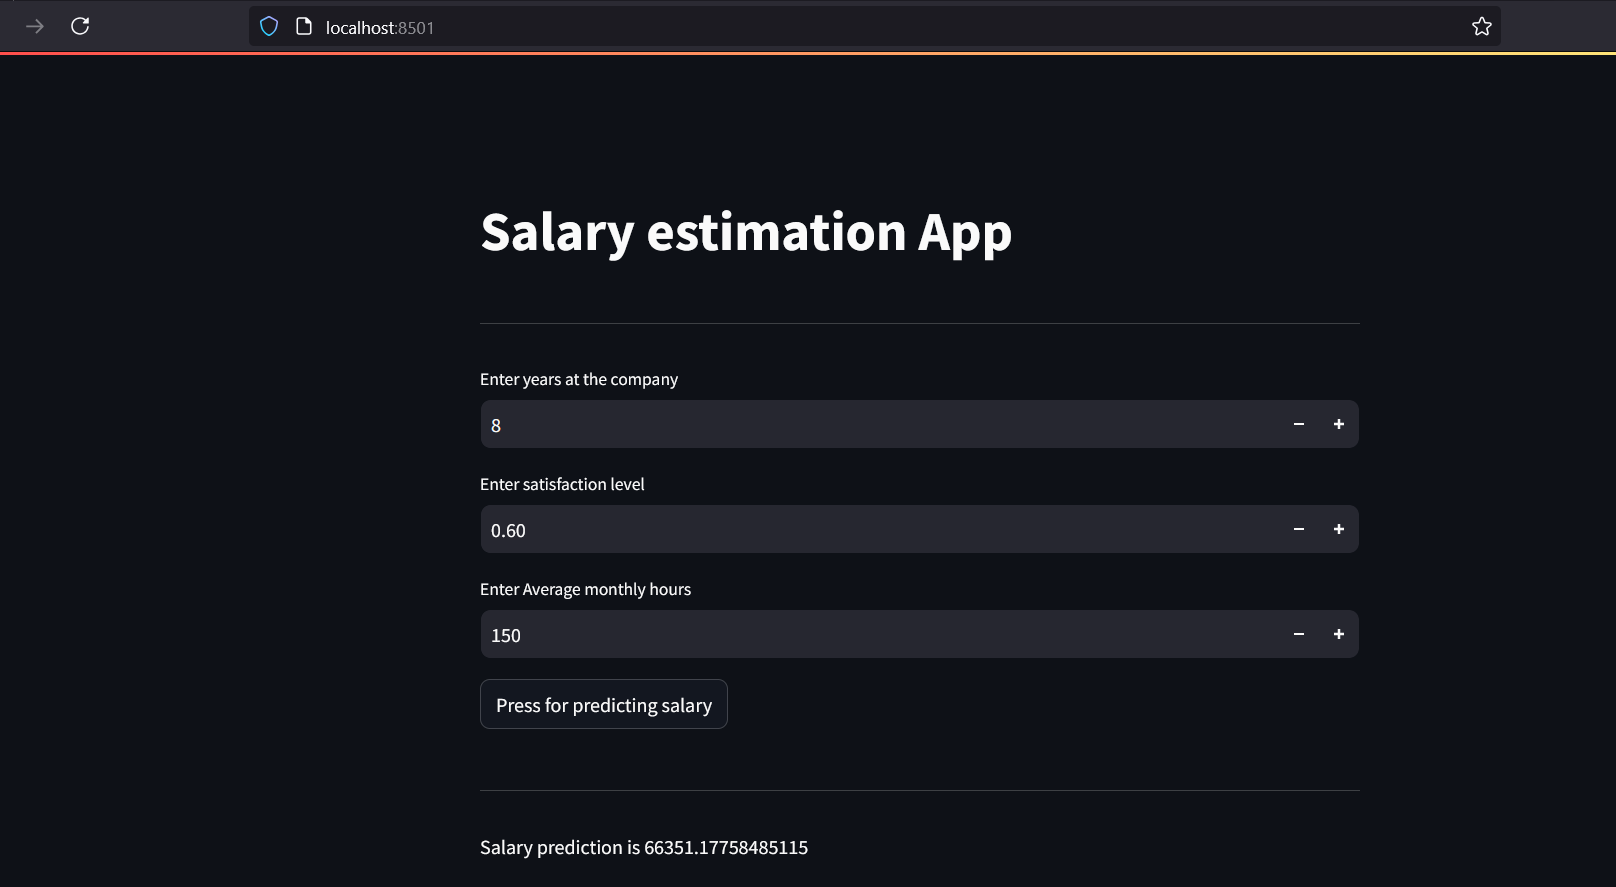 localhost:8501
Salary estimation App
Enter years at the company
8
Enter satisfaction level
0.60
Enter Average monthly hours
150
Press for predicting salary
Salary prediction is 66351.17758485115